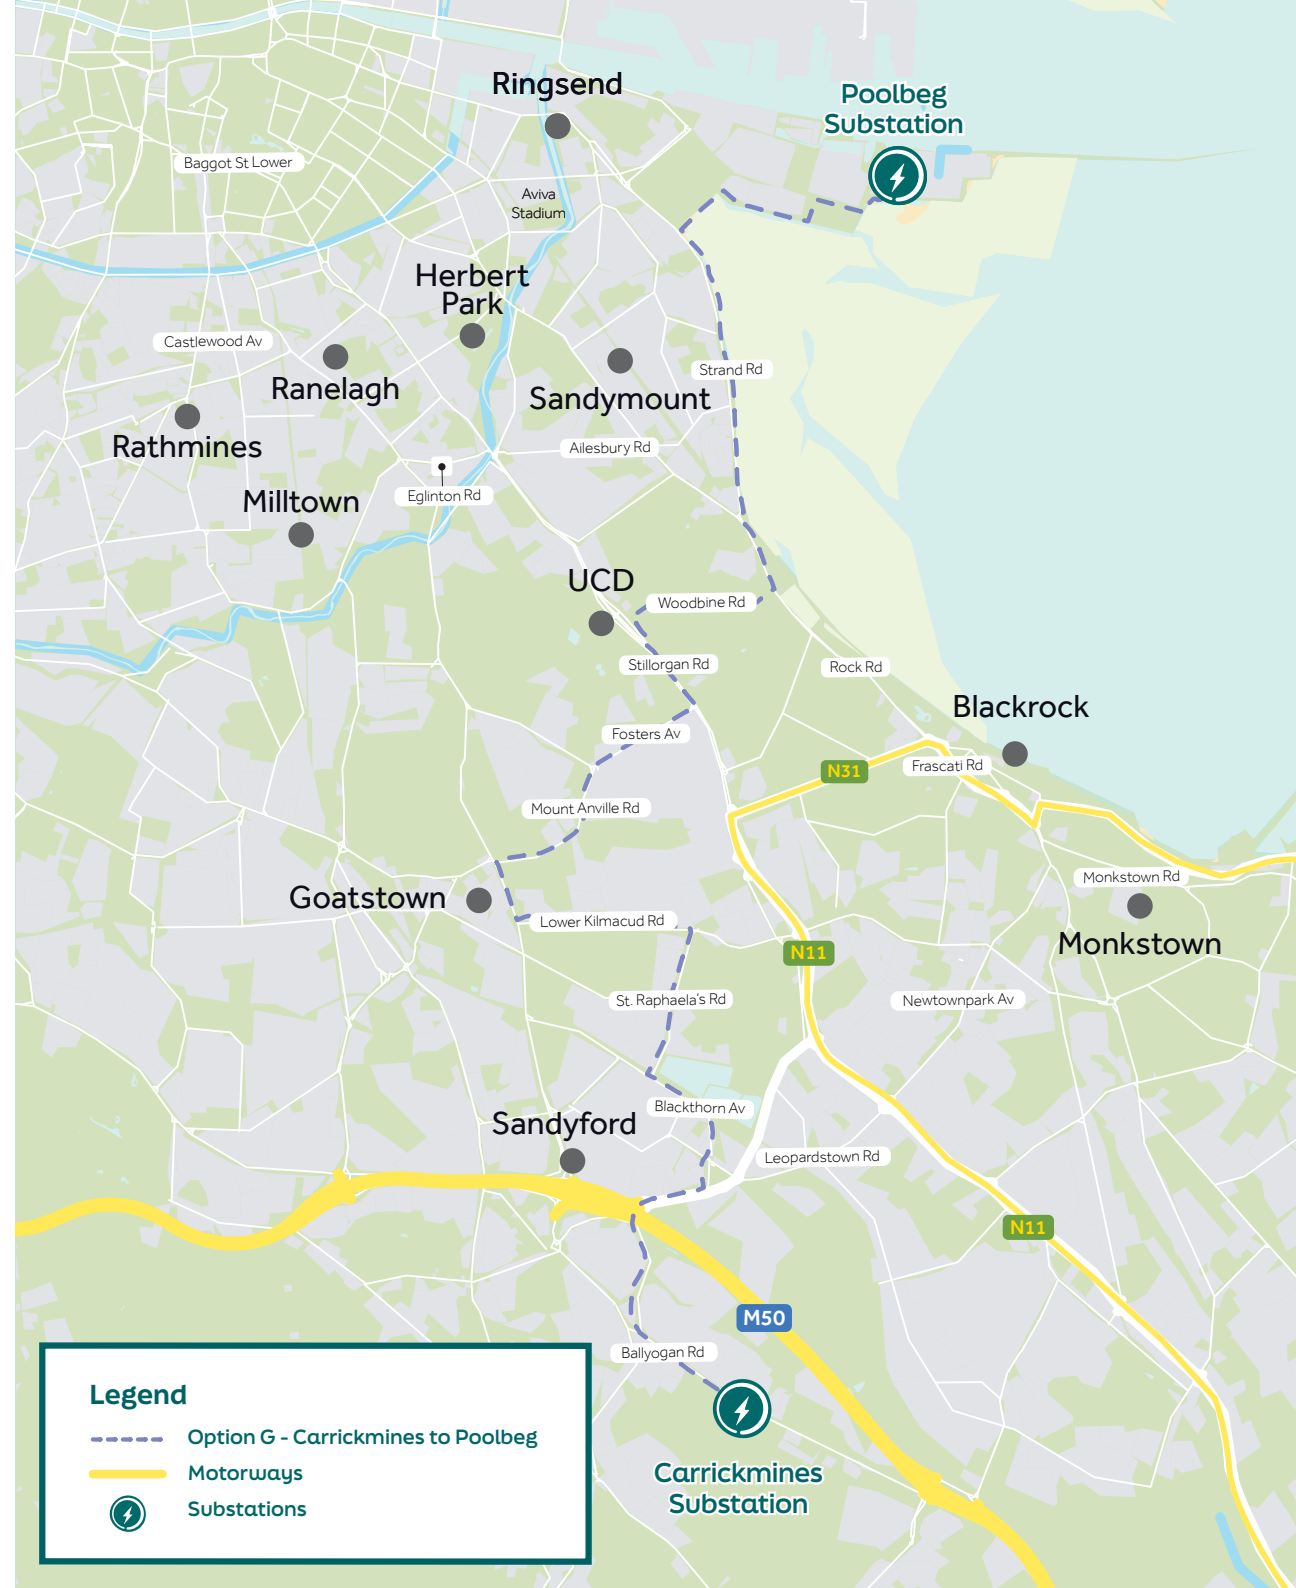 Ringsend
Poolbeg
Substation
Baggot St Lower
Aviva
Stadium
Herbert
Park
Castlewood Av
Ranelagh
Strand Rd
Sandymount
Rathmines
Ailesbury Rd
Milltown
Eglinton Rd
UCD
Woodbine Rd
Stillorgan Rd
Rock Rd
Blackrock
Fosters Av
N31
Frascati Rd
Mount Anville Rd
Monkstown Rd
Goatstown
Lower Kilmacud Rd
Monkstown
N11
St. Raphaela's Rd
Newtownpark Av
Blackthorn Av
Sandyford
Leopardstown Rd
N11
M50
Ballyogan Rd
Carrickmines
Substation
Legend
Option G - Carrickmines to Poolbeg
Motorways
Substations